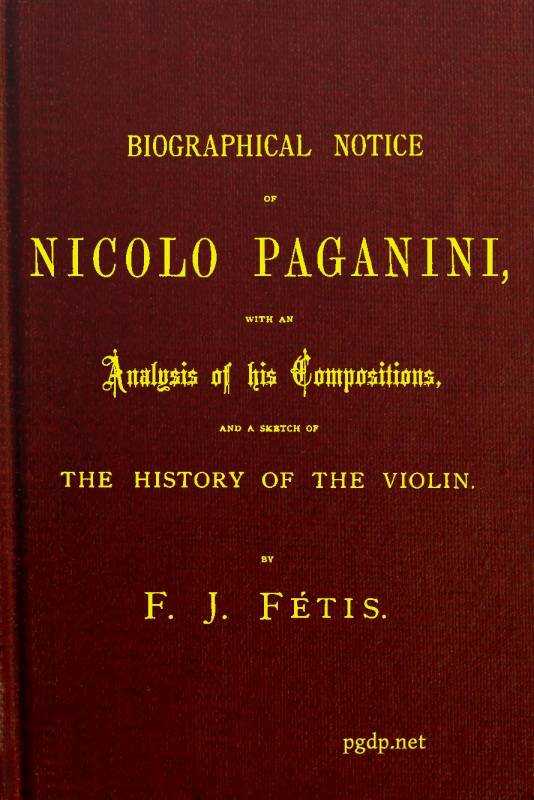 BIOGRAPHICAL NOTICE
OF
NICOLO PAGANINI,
WITH AN
Analysis of his Compositions,
AND A SKETCH OF
THE HISTORY OF THE VIOLIN.
BY
F. J. FÉTIS.
pgdp.net